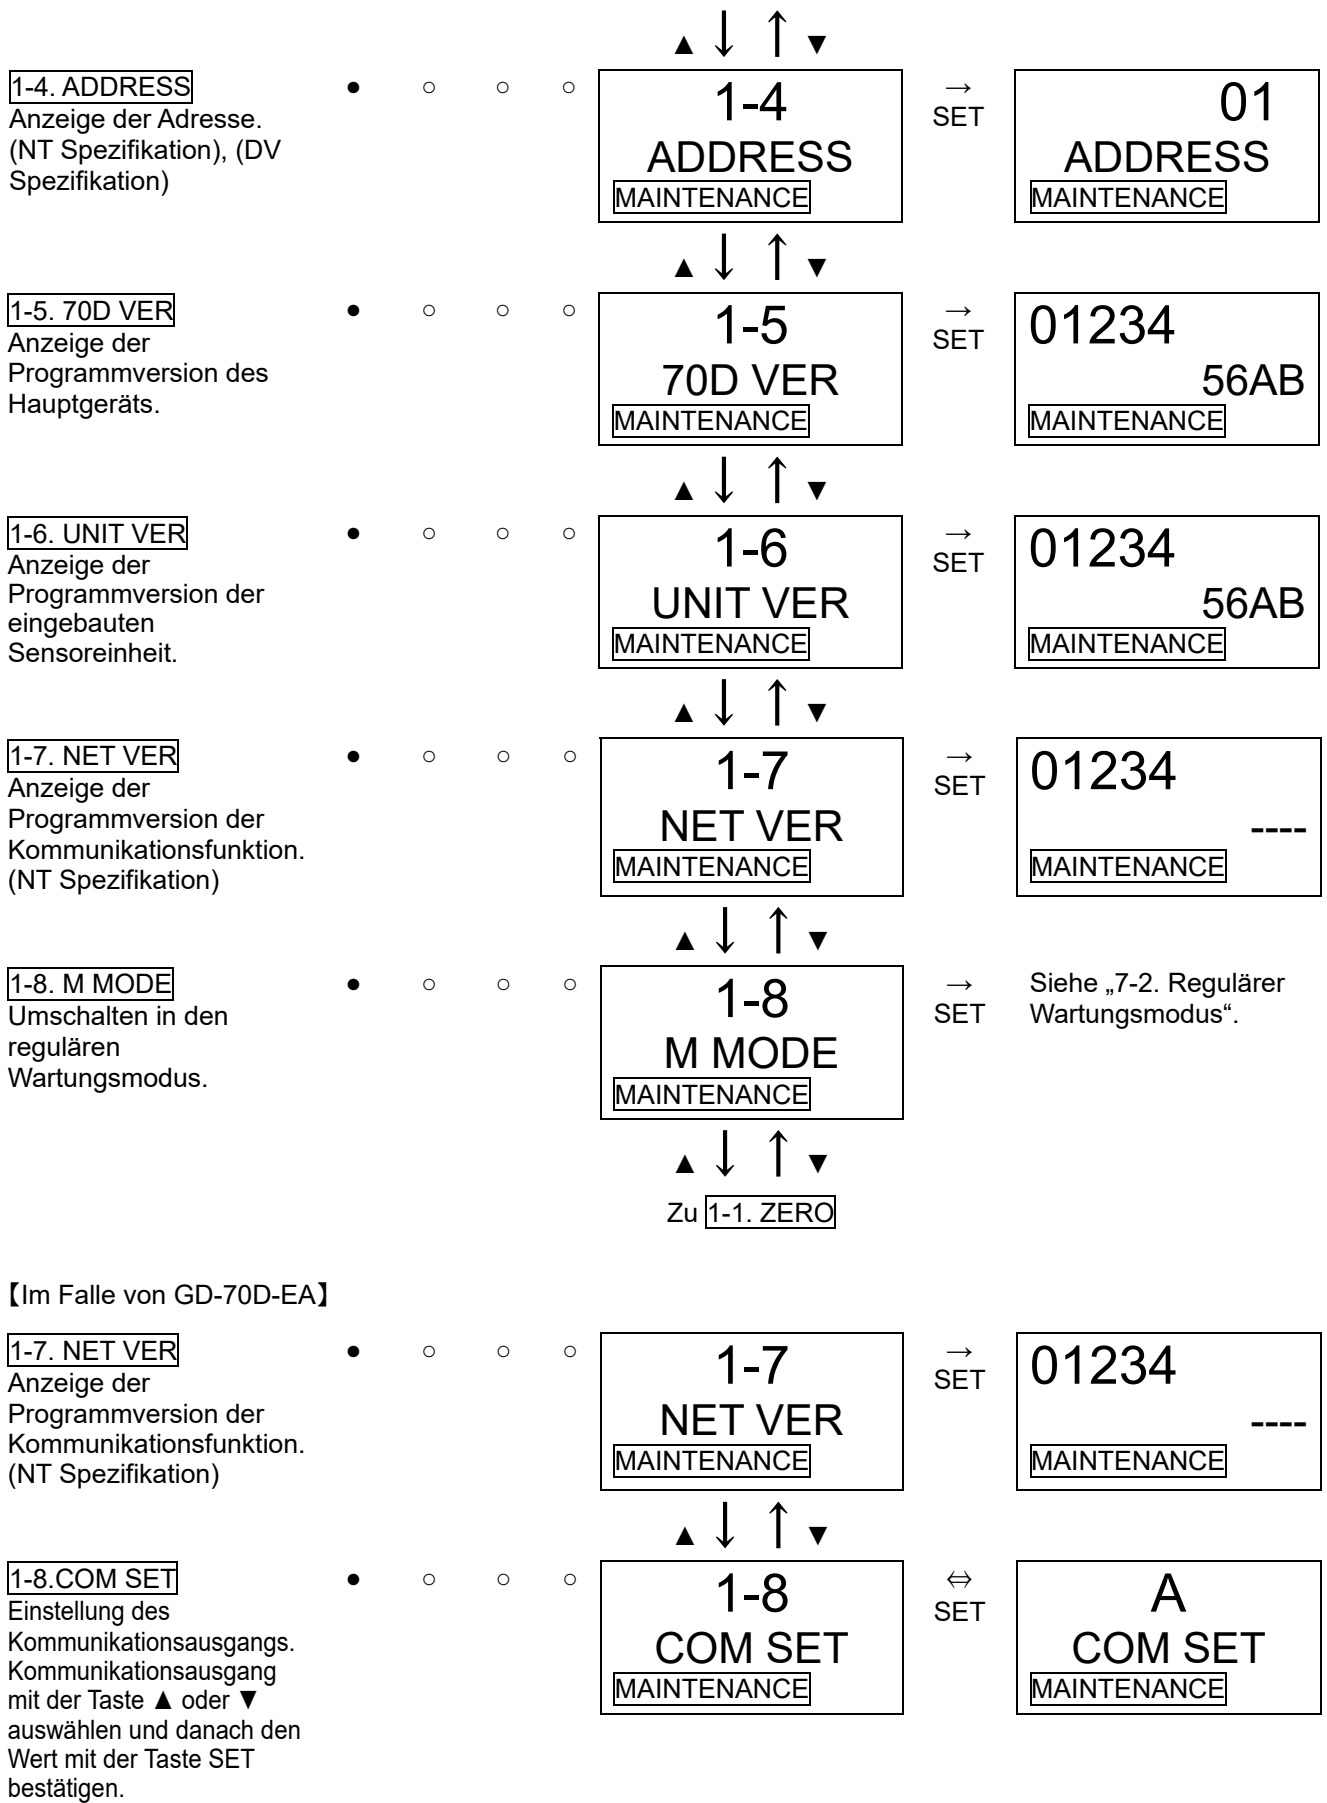 ▲ ↓ ↑ ▼
1-4. ADDRESS
Anzeige der Adresse.
(NT Spezifikation), (DV
Spezifikation)
● ○ ○ ○
1-4
ADDRESS
MAINTENANCE
→
SET
01
ADDRESS
MAINTENANCE
▲ ↓ ↑ ▼
1-5. 70D VER
Anzeige der
Programmversion des
Hauptgeräts.
● ○ ○ ○
1-5
70D VER
MAINTENANCE
→
SET
01234
56AB
MAINTENANCE
▲ ↓ ↑ ▼
1-6. UNIT VER
Anzeige der
Programmversion der
eingebauten
Sensoreinheit.
● ○ ○ ○
1-6
UNIT VER
MAINTENANCE
→
SET
01234
56AB
MAINTENANCE
▲ ↓ ↑ ▼
1-7. NET VER
Anzeige der
Programmversion der
Kommunikationsfunktion.
(NT Spezifikation)
● ○ ○ ○
1-7
NET VER
MAINTENANCE
→
SET
01234
----
MAINTENANCE
▲ ↓ ↑ ▼
1-8. M MODE
Umschalten in den
regulären
Wartungsmodus.
● ○ ○ ○
1-8
M MODE
MAINTENANCE
→
SET
Siehe „7-2. Regulärer
Wartungsmodus“.
▲ ↓ ↑ ▼
Zu 1-1. ZERO
【Im Falle von GD-70D-EA】
1-7. NET VER
Anzeige der
Programmversion der
Kommunikationsfunktion.
(NT Spezifikation)
● ○ ○ ○
1-7
NET VER
MAINTENANCE
→
SET
01234
----
MAINTENANCE
▲ ↓ ↑ ▼
1-8.COM SET
Einstellung des
Kommunikationsausgangs.
Kommunikationsausgang
mit der Taste ▲ oder ▼
auswählen und danach den
Wert mit der Taste SET
bestätigen.
● ○ ○ ○
1-8
COM SET
MAINTENANCE
⇔
SET
A
COM SET
MAINTENANCE